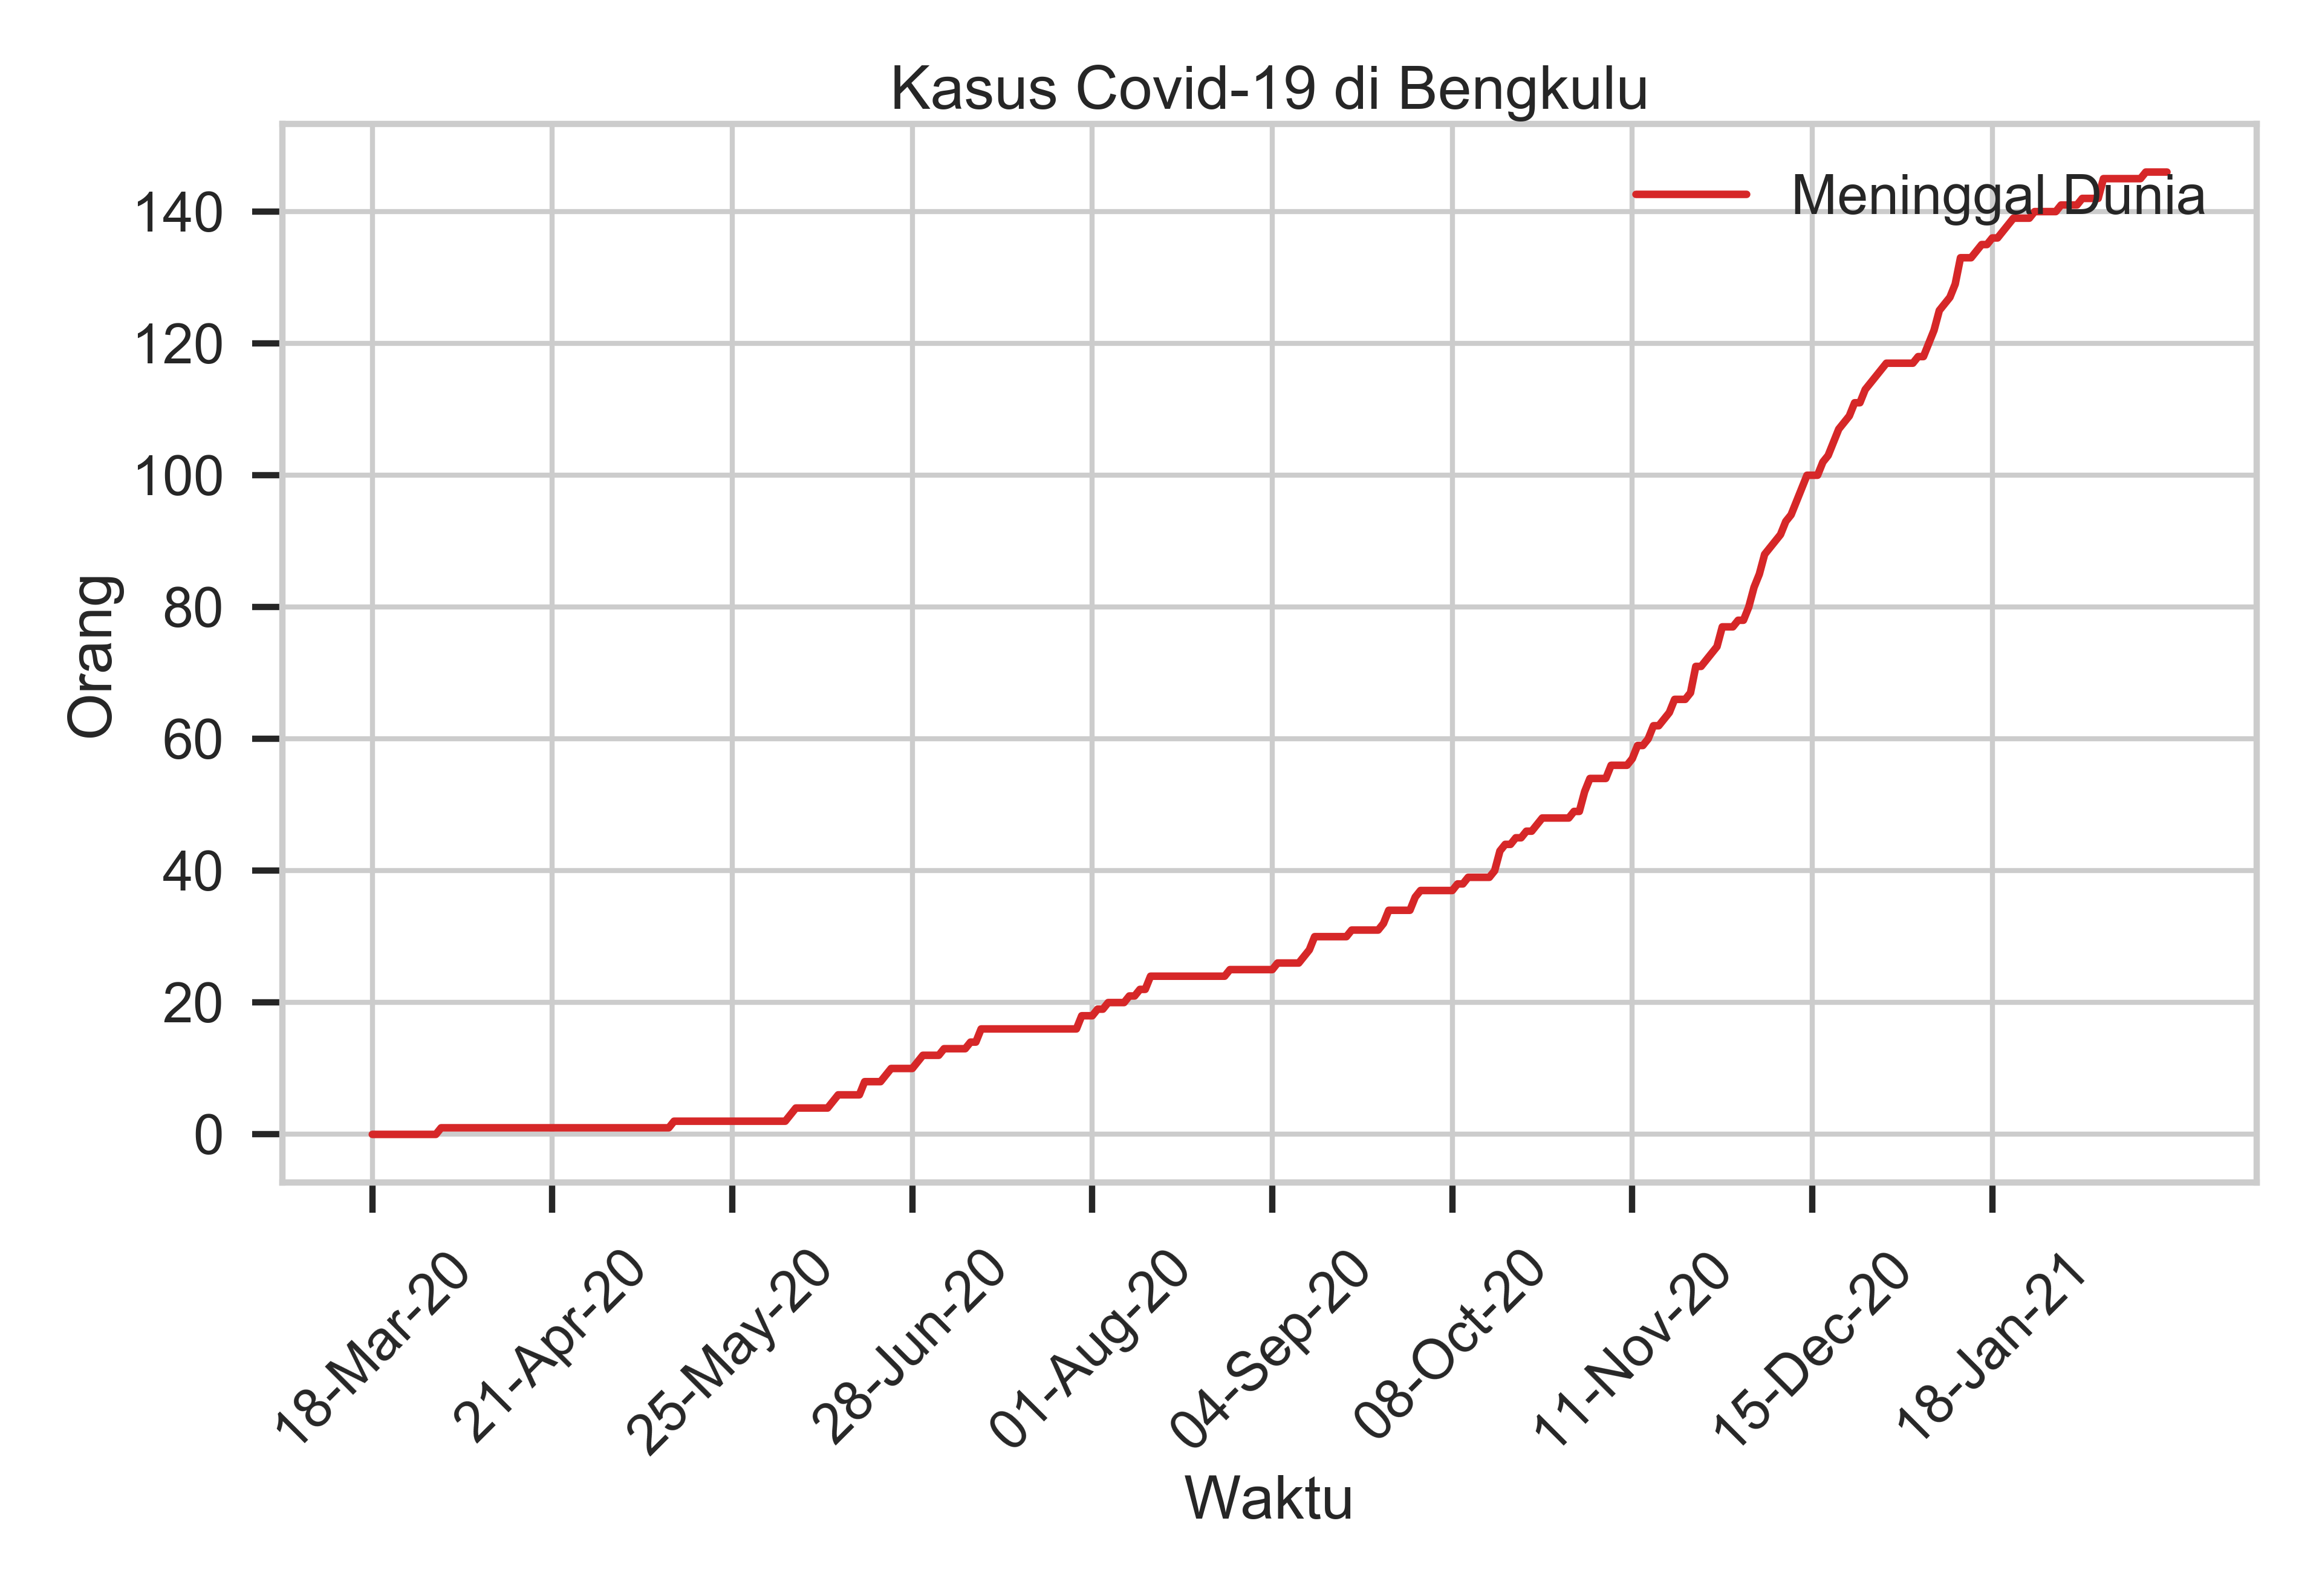 Kasus Covid-19 di Bengkulu
Meninggal Dunia
140
120
100
80
60
40
20
0
Orang
18-Mar-20
21-Apr-20
25-May-20
28-Jun-20
01-Aug-20
04-Sep-20
08-Oct-20
11-Nov-20
15-Dec-20
18-Jan-21
Waktu